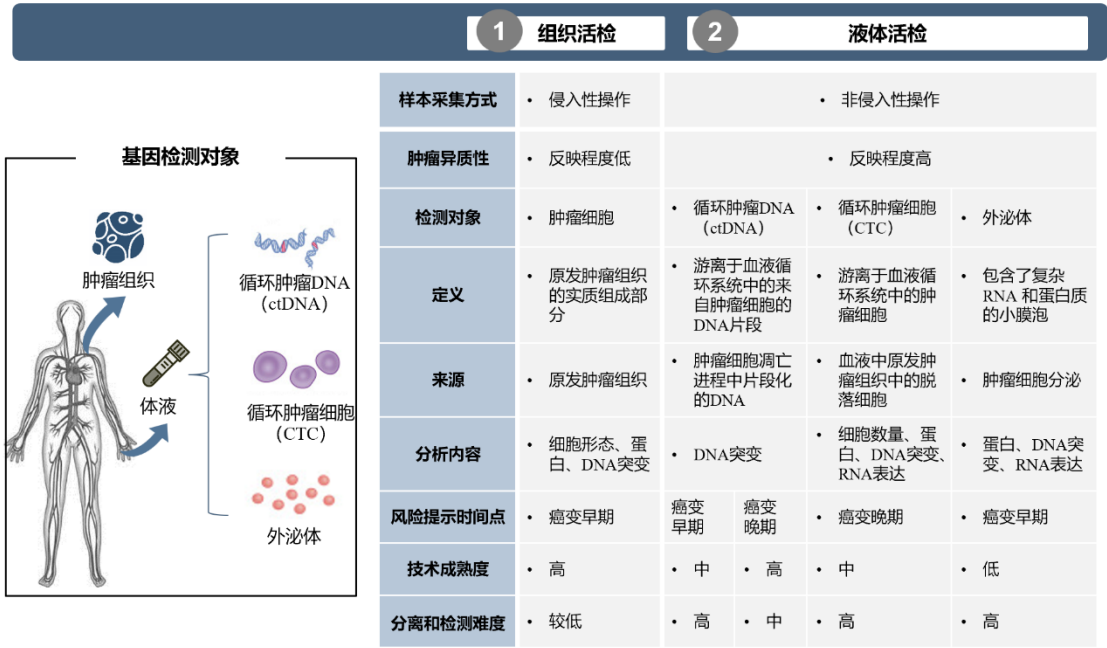 1 组织活检
2 液体活检
基因检测对象
肿瘤组织
体液
循环肿瘤DNA
（ctDNA）
循环肿瘤细胞
（CTC）
外泌体
样本采集方式
• 侵入性操作
• 非侵入性操作
肿瘤异质性
• 反映程度低
• 反映程度高
检测对象
• 肿瘤细胞
• 循环肿瘤DNA
（ctDNA）
• 循环肿瘤细胞
（CTC）
• 外泌体
定义
• 原发肿瘤组织
的实质组成部
分
• 游离于血液循
环系统中的来
自肿瘤细胞的
DNA片段
• 游离于血液循
环系统中的肿
瘤细胞
• 包含了复杂
RNA 和蛋白质
的小膜泡
来源
• 原发肿瘤组织
• 肿瘤细胞凋亡
进程中片段化
的DNA
• 血液中原发肿
瘤组织中的脱
落细胞
• 肿瘤细胞分泌
分析内容
• 细胞形态、蛋
白、DNA突变
• DNA突变
• 细胞数量、蛋
白、DNA突变、
RNA表达
• 蛋白、DNA突
变、RNA表达
风险提示时间点
• 癌变早期
癌变
早期
癌变
晚期
• 癌变晚期
• 癌变早期
技术成熟度
• 高
• 中
• 高
• 中
• 低
分离和检测难度
• 较低
• 高
• 中
• 高
• 高